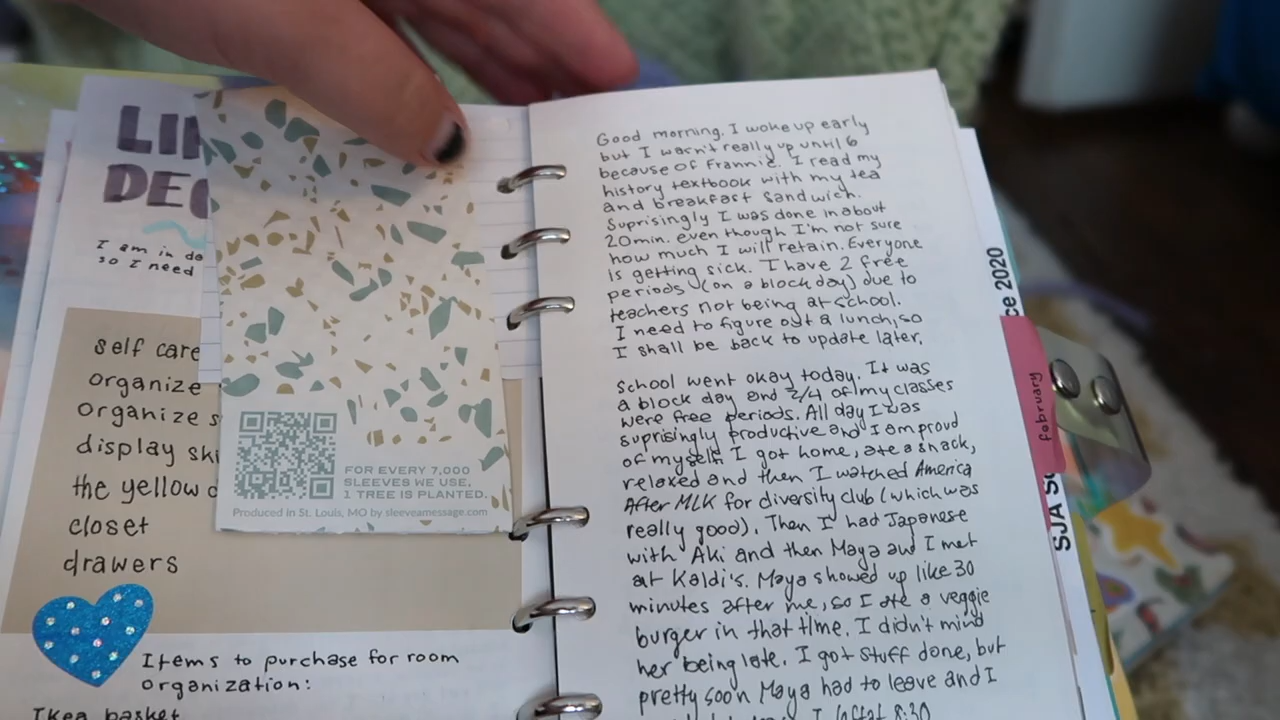 LI
DE
I am in de
so I need
self care
organize
organize s
display ski
the yellow c
closet
drawers
Items to purchase for room
organization:
Ikea basket
FOR EVERY 7,000
SLEEVES WE USE,
1 TREE IS PLANTED.
Produced in St. Louis, MO by sleeveamessage.com
Good morning. I woke up early
but I wasn't really up until 6
because of Frannie. I read my
history textbook with my tea
and breakfast sandwich.
Suprisingly I was done in about
20min. even though I'm not sure
how much I will retain. Everyone
is getting sick. I have 2 free
periods (on a block day) due to
teachers not being at school.
I need to figure out a lunch, so
I shall be back to update later.
School went okay today. It was
a block day and 2/4 of my classes
were free periods. All day I was
suprisingly productive and I am proud
of myself. I got home, ate a snack,
relaxed and then I watched America
After MLK for diversity club (which was
really good). Then I had Japanese
with Aki and then Maya and I met
at Kaldi's. Maya showed up like 30
minutes after me, so I ate a veggie
burger in that time. I didn't mind
her being late. I got stuff done, but
pretty soon Maya had to leave and I
I left at 8:30
february
ce 2020
SJA S